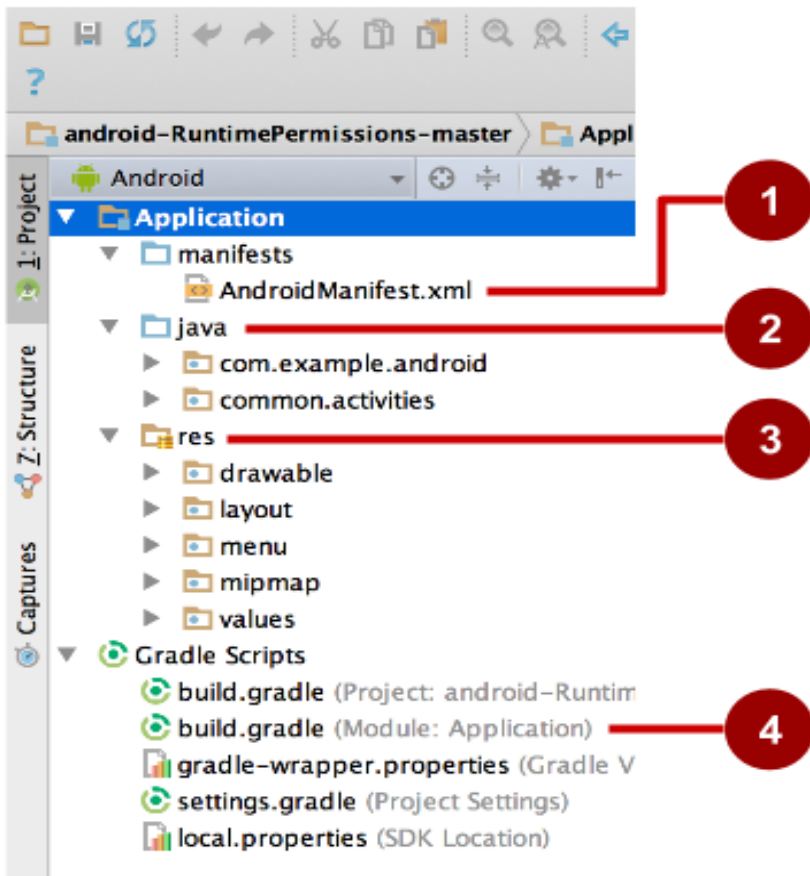 ?
android-RuntimePermissions-master Appl
1: Project
Android
Application
manifests
AndroidManifest.xml
1
java
2
com.example.android
common.activities
7: Structure
res
3
drawable
layout
menu
mipmap
values
Captures
Gradle Scripts
build.gradle (Project: android-Runtim
build.gradle (Module: Application)
4
gradle-wrapper.properties (Gradle V
settings.gradle (Project Settings)
local.properties (SDK Location)